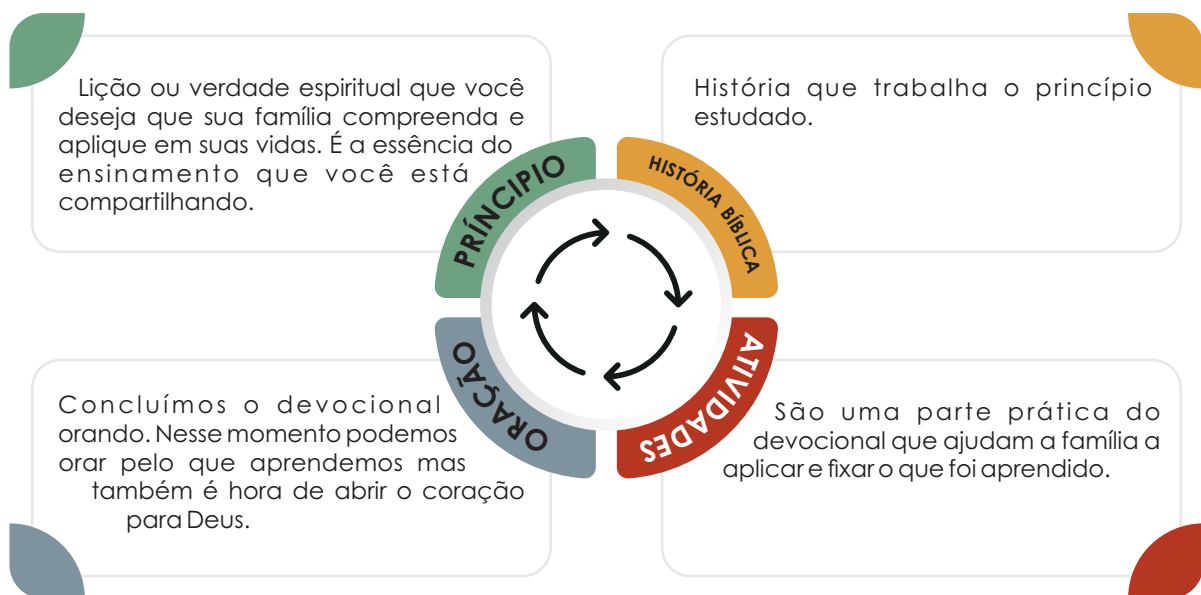 Lição ou verdade espiritual que você
deseja que sua família compreenda e
aplique em suas vidas. É a essência do
ensinamento que você está
compartilhando.
PRÍNCIPIO
História que trabalha o princípio
estudado.
HISTÓRIA BÍBLICA
Concluímos o devocional
orando. Nesse momento podemos
orar pelo que aprendemos mas
também é hora de abrir o coração
para Deus.
ORAÇÃO
ATIVIDADES
São uma parte prática do
devocional que ajudam a família a
aplicar e fixar o que foi aprendido.